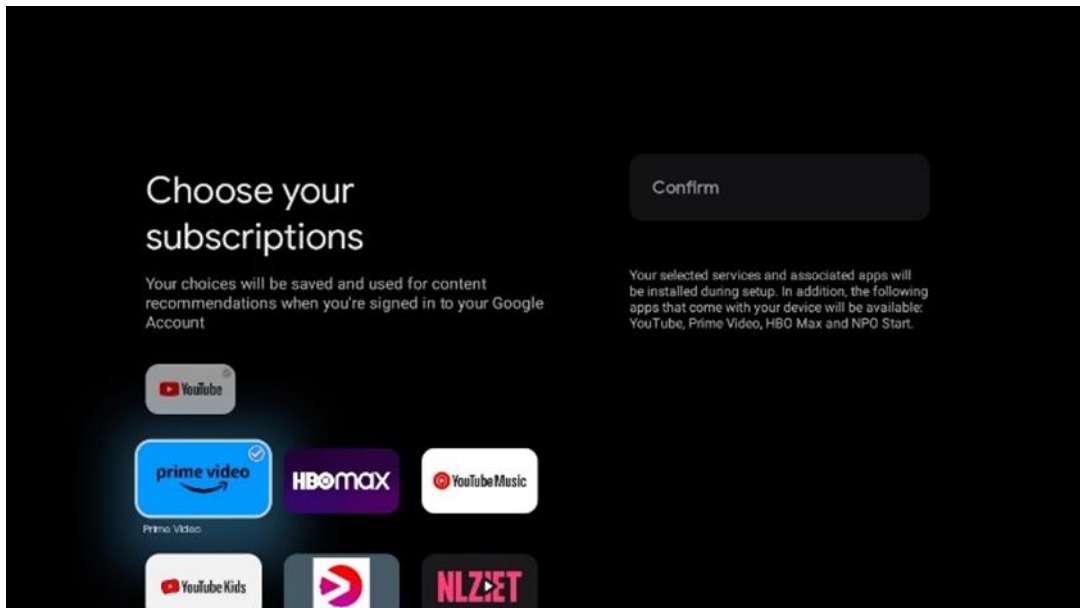 Choose your
subscriptions
Your choices will be saved and used for content
recommendations when you're signed in to your Google
Account
Confirm
Your selected services and associated apps will
be installed during setup. In addition, the following
apps that come with your device will be available:
YouTube, Prime Video, HBO Max and NPO Start.
YouTube
prime video
HBOmax
YouTube Music
Prime Video
YouTube Kids
NLZIET